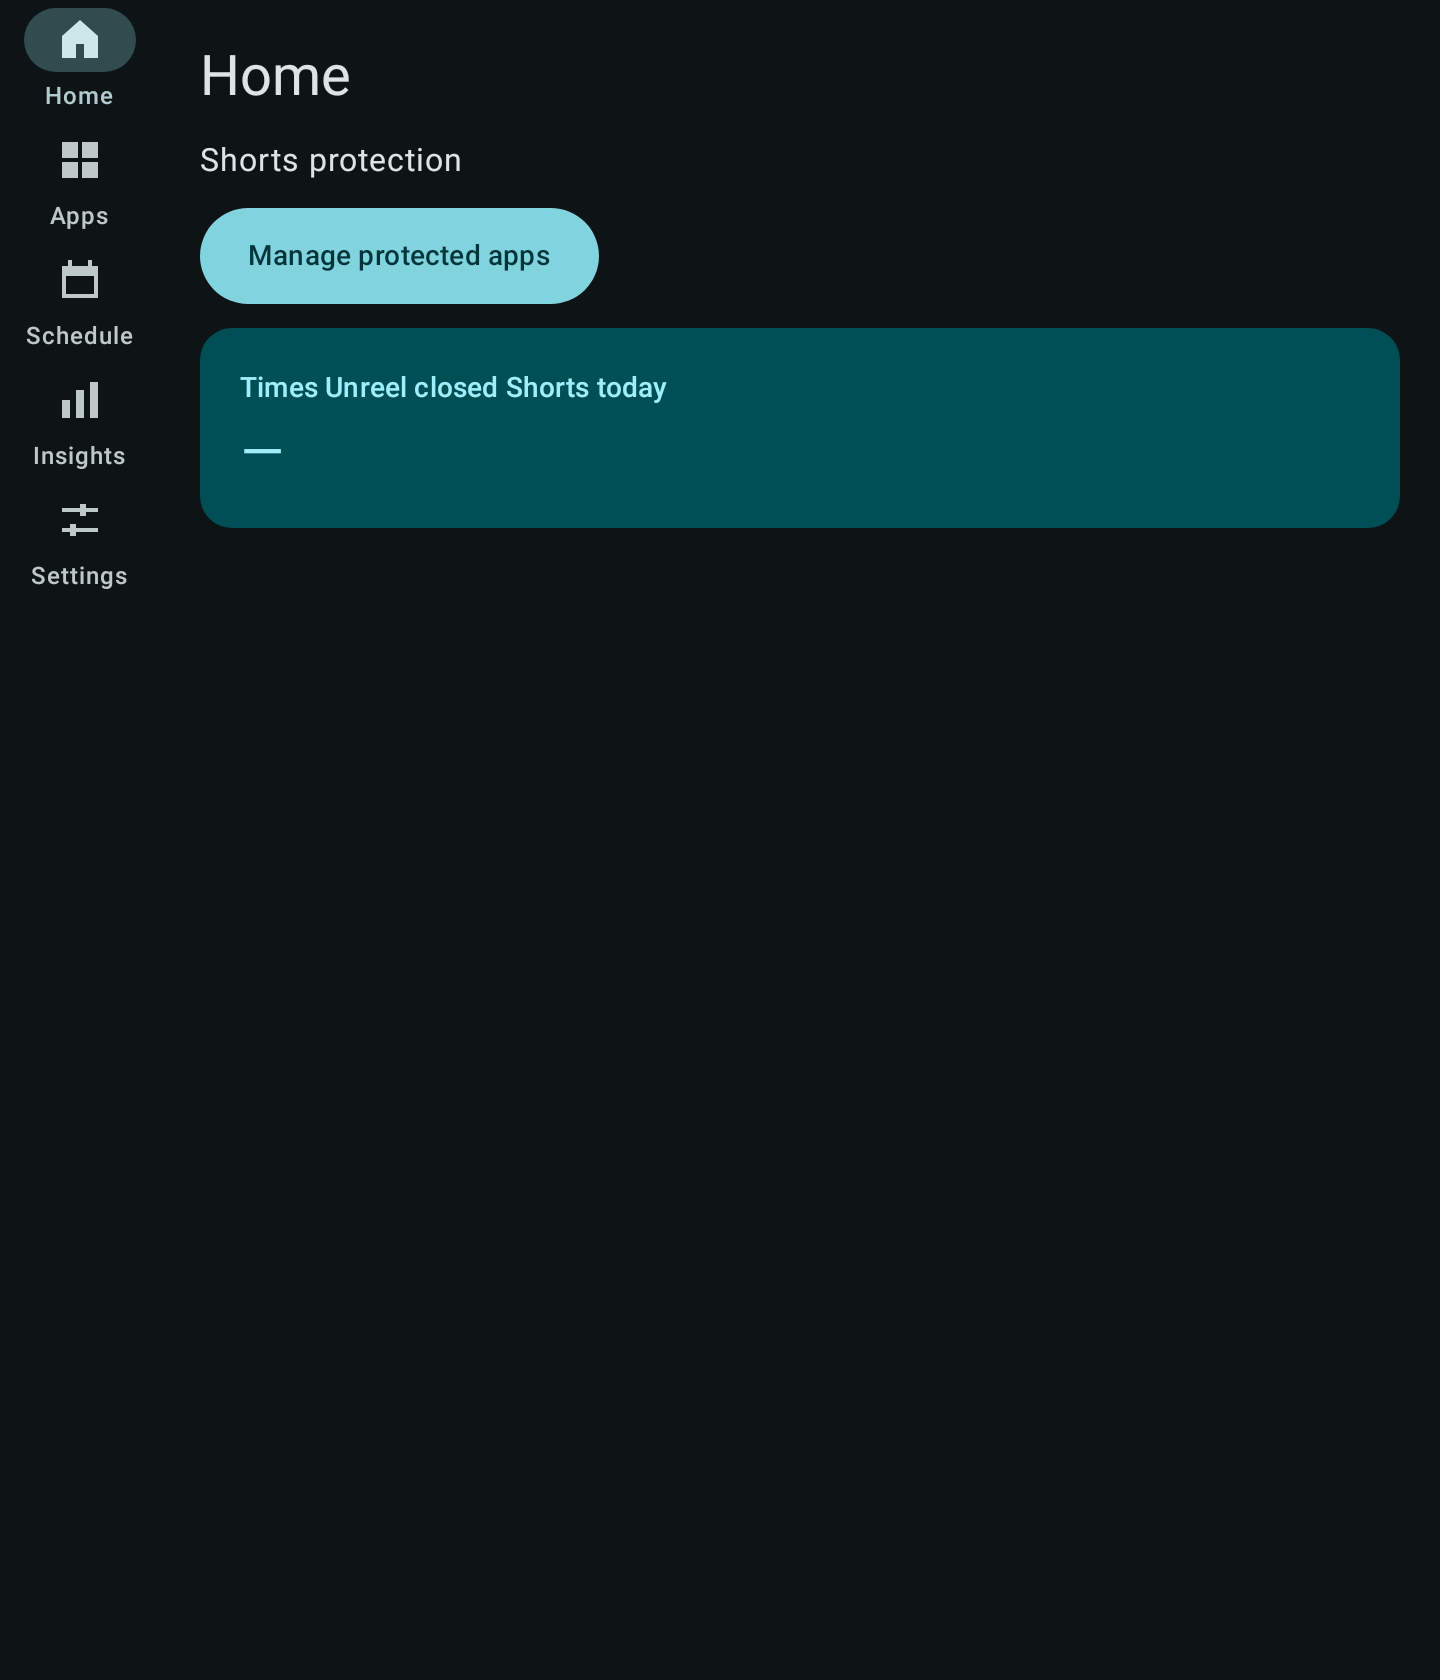 Home
Apps
Schedule
Insights
Settings
Home
Shorts protection
Manage protected apps
Times Unreel closed Shorts today
—